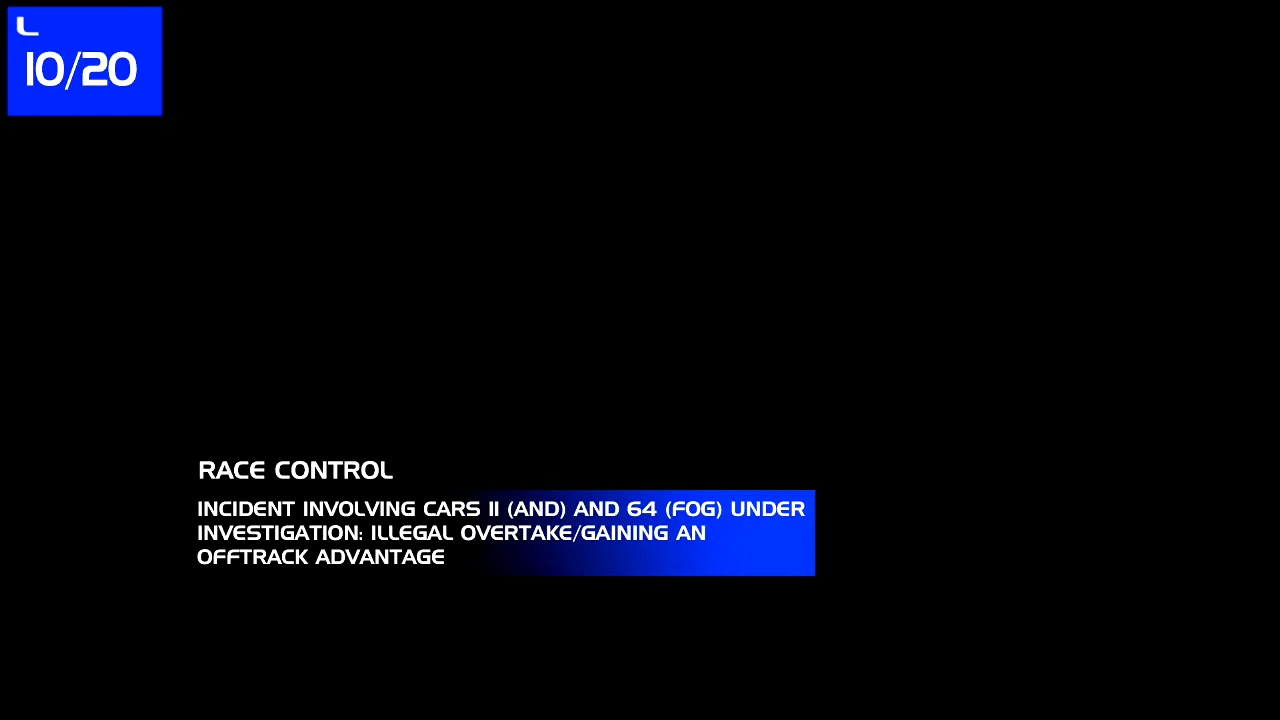 L
10/20
RACE CONTROL
INCIDENT INVOLVING CARS 11 (AND) AND 64 (FOG) UNDER
INVESTIGATION: ILLEGAL OVERTAKE/GAINING AN
OFFTRACK ADVANTAGE